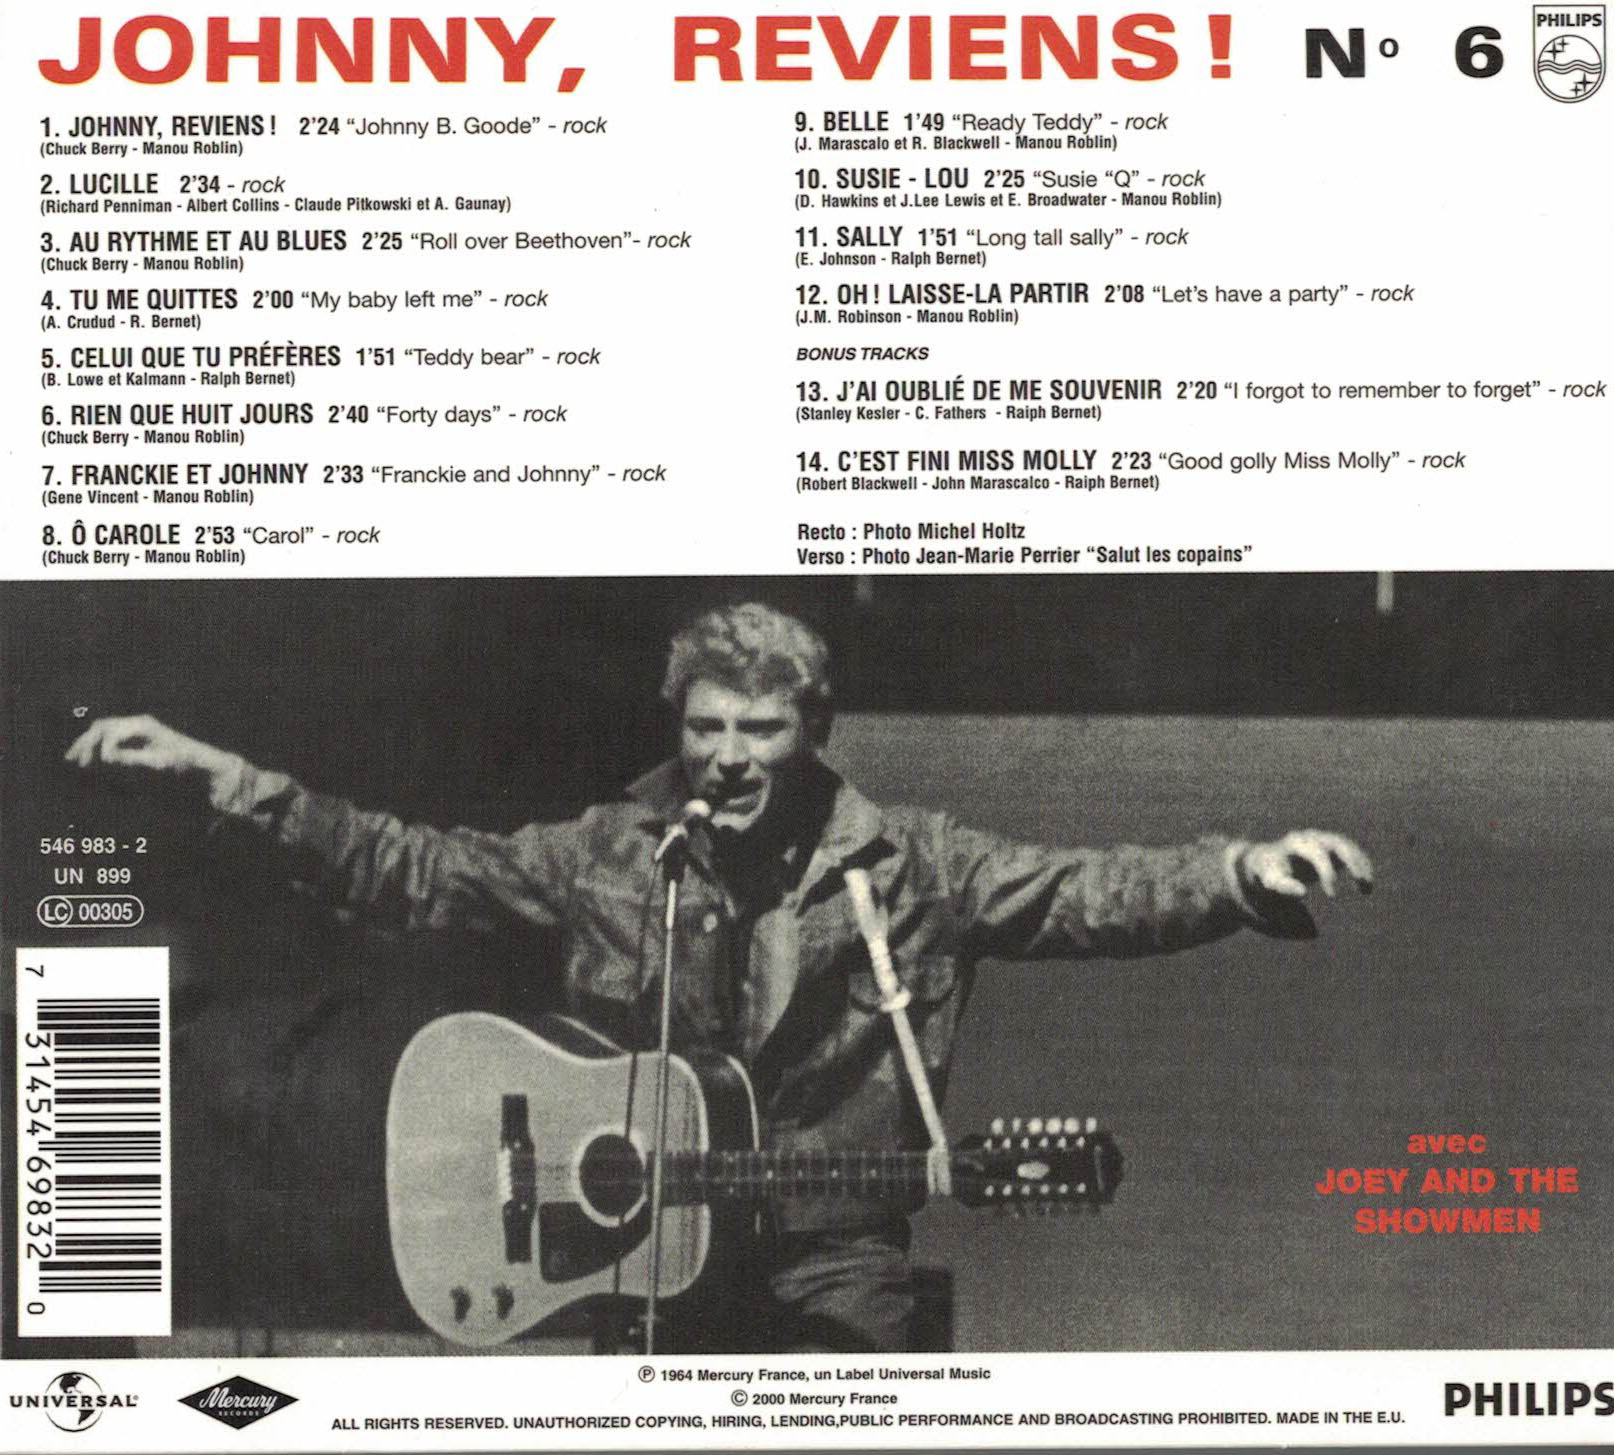 JOHNNY, REVIENS ! No 6
PHILIPS
1. JOHNNY, REVIENS ! 2’24 “Johnny B. Goode” - rock
(Chuck Berry - Manou Roblin)
2. LUCILLE 2’34 - rock
(Richard Penniman - Albert Collins - Claude Pitkowski et A. Gaunay)
3. AU RYTHME ET AU BLUES 2’25 “Roll over Beethoven”- rock
(Chuck Berry - Manou Roblin)
4. TU ME QUITTES 2’00 “My baby left me” - rock
(A. Crudud - R. Bernet)
5. CELUI QUE TU PRÉFÈRES 1’51 “Teddy bear” - rock
(B. Lowe et Kalmann - Ralph Bernet)
6. RIEN QUE HUIT JOURS 2’40 “Forty days” - rock
(Chuck Berry - Manou Roblin)
7. FRANCKIE ET JOHNNY 2’33 “Franckie and Johnny” - rock
(Gene Vincent - Manou Roblin)
8. Ô CAROLE 2’53 “Carol” - rock
(Chuck Berry - Manou Roblin)
9. BELLE 1’49 “Ready Teddy” - rock
(J. Marascalo et R. Blackwell - Manou Roblin)
10. SUSIE - LOU 2’25 “Susie “Q” - rock
(D. Hawkins et J.Lee Lewis et E. Broadwater - Manou Roblin)
11. SALLY 1’51 “Long tall sally” - rock
(E. Johnson - Ralph Bernet)
12. OH ! LAISSE-LA PARTIR 2’08 “Let’s have a party” - rock
(J.M. Robinson - Manou Roblin)
BONUS TRACKS
13. J’AI OUBLIÉ DE ME SOUVENIR 2’20 “I forgot to remember to forget” - rock
(Stanley Kesler - C. Fathers - Raiph Bernet)
14. C’EST FINI MISS MOLLY 2’23 “Good golly Miss Molly” - rock
(Robert Blackwell - John Marascalco - Raiph Bernet)
Recto : Photo Michel Holtz
Verso : Photo Jean-Marie Perrier “Salut les copains”
546 983 - 2
UN 899
LC 00305
7 31454 69832 0
avec
JOEY AND THE
SHOWMEN
UNIVERSAL
Mercury
RECORDS
℗ 1964 Mercury France, un Label Universal Music
© 2000 Mercury France
ALL RIGHTS RESERVED. UNAUTHORIZED COPYING, HIRING, LENDING,PUBLIC PERFORMANCE AND BROADCASTING PROHIBITED. MADE IN THE E.U.
PHILIPS